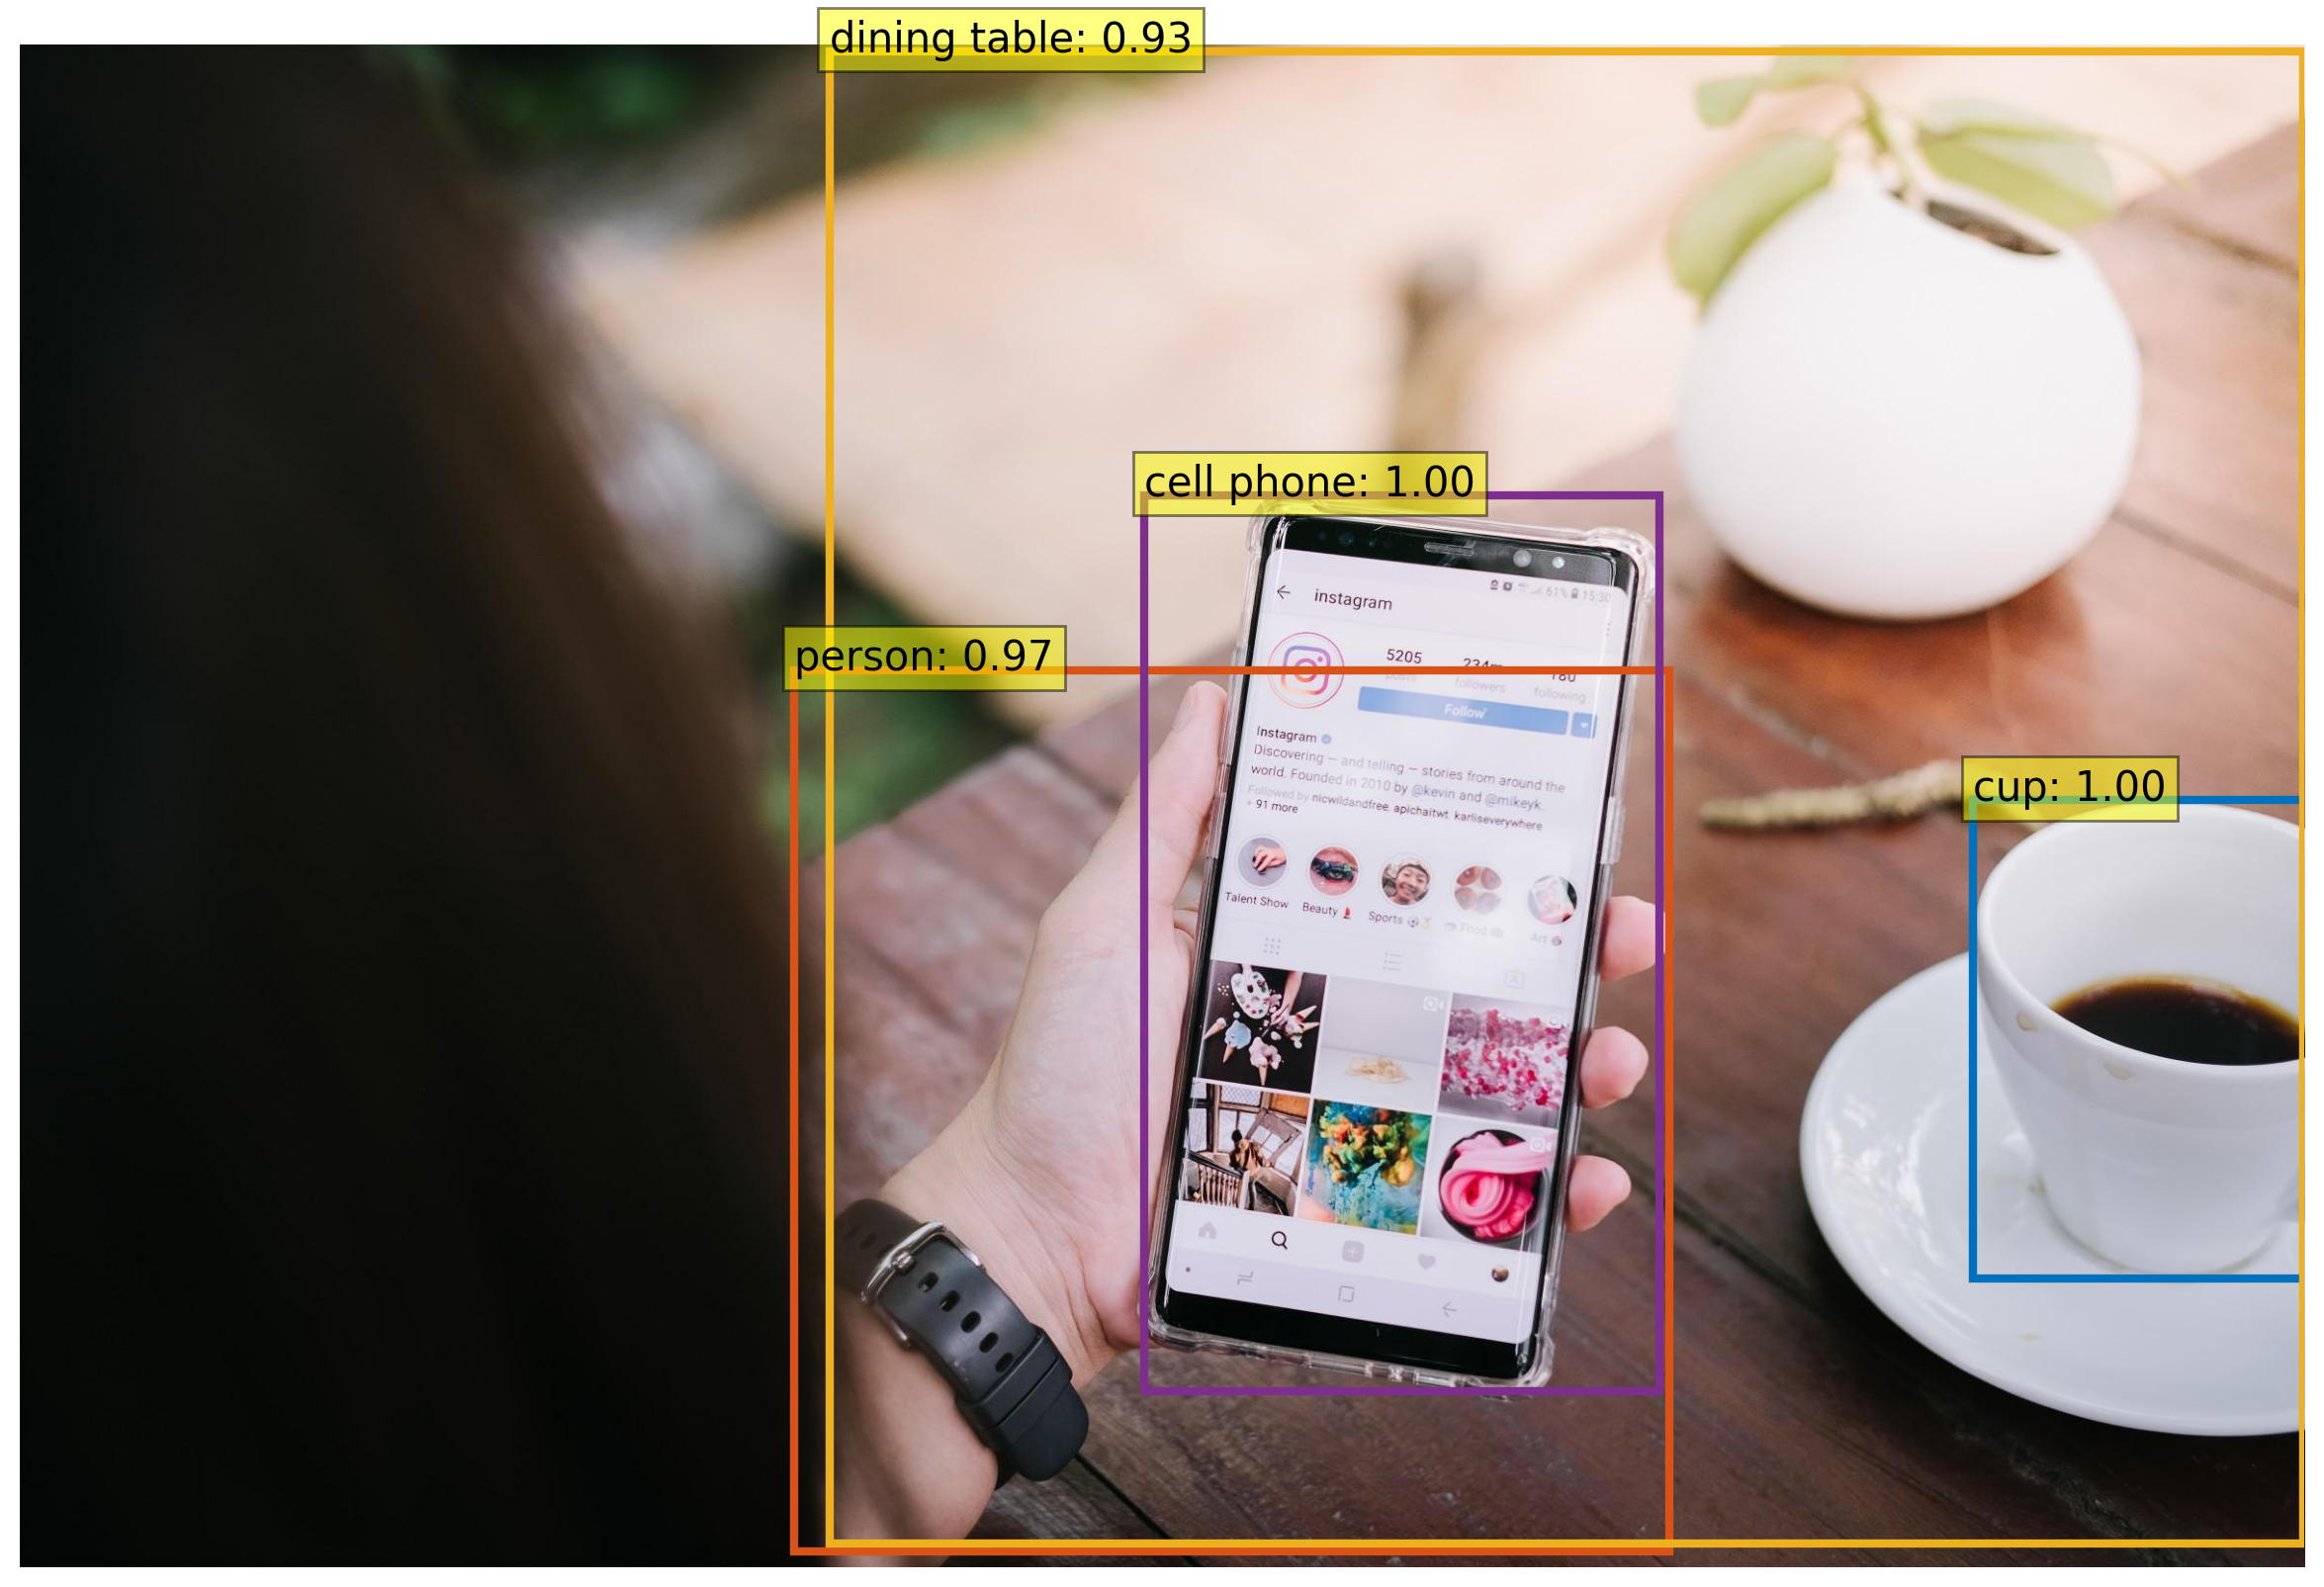 dining table: 0.93
cell phone: 1.00
61% 15:30
instagram
person: 0.97
5205
posts followers following
Follow
Instagram
Discovering — and telling — stories from around the
world. Founded in 2010 by @kevin and @mikeyk.
Followed by nicwildandfree, apichaitwt, karliseverywhere
+ 91 more
cup: 1.00
Talent Show Beauty Sports Food Art